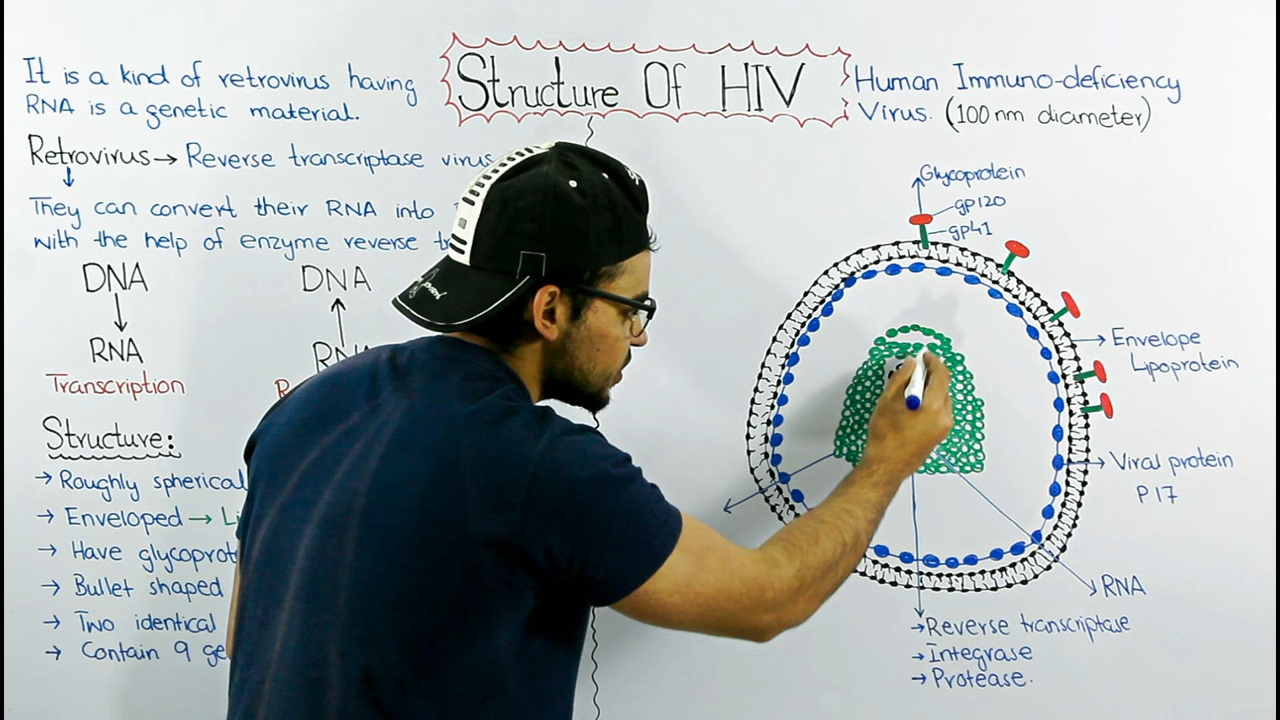 Structure Of HIV
It is a kind of retrovirus having
RNA is a genetic material.
Retrovirus → Reverse transcriptase virus
They can convert their RNA into
with the help of enzyme reverse
DNA
RNA
Transcription
DNA
RNA
Structure:
→ Roughly spherical
→ Enveloped →
→ Have glycoprot
→ Bullet shaped
→ Two identical
→ Contain 9 ge
Human Immuno-deficiency
Virus. (100 nm diameter)
Glycoprotein
gp120
gp41
Envelope
Lipoprotein
Viral protein
P17
RNA
→ Reverse transcriptase
→ Integrase
→ Protease.